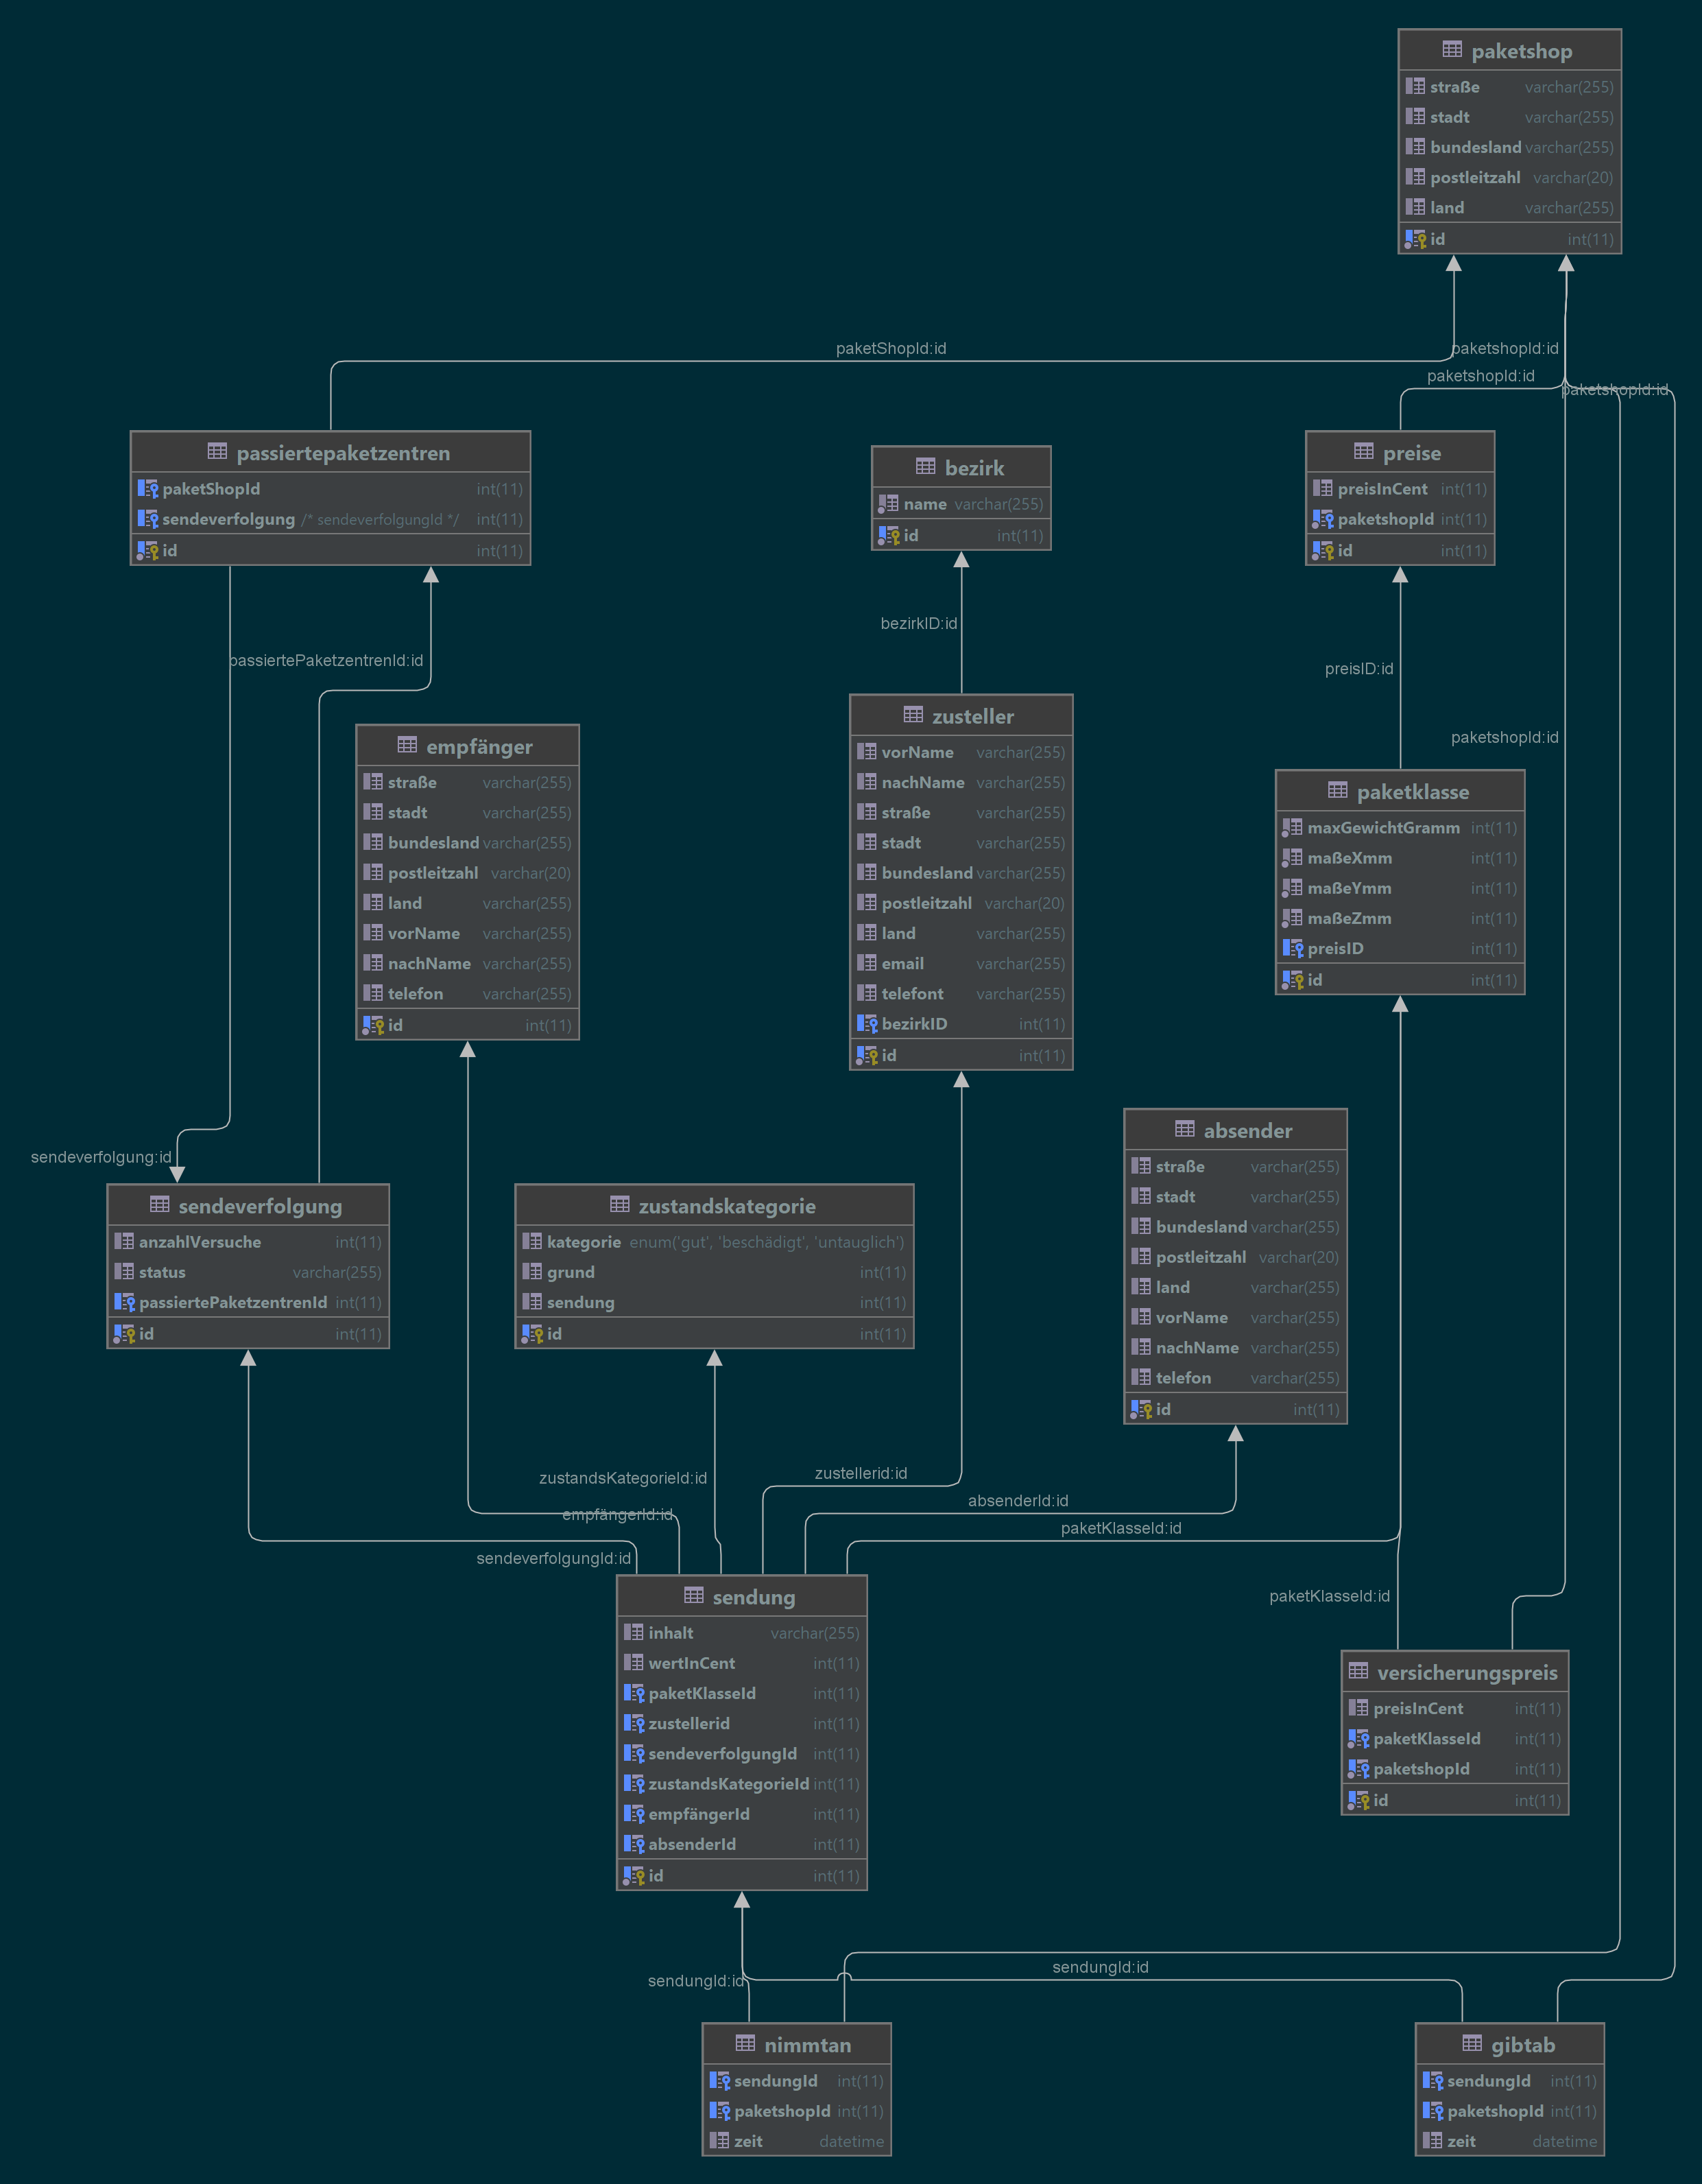 paketshop
straße varchar(255)
stadt varchar(255)
bundesland varchar(255)
postleitzahl varchar(20)
land varchar(255)
id int(11)
paketShopId:id
paketshopId:id
paketshopId:id
paketshopId:id
passiertepaketzentren
paketShopId int(11)
sendeverfolgung /* sendeverfolgungId */ int(11)
id int(11)
bezirk
name varchar(255)
id int(11)
preise
preisInCent int(11)
paketshopId int(11)
id int(11)
bezirkID:id
passiertePaketzentrenId:id
preisID:id
paketshopId:id
empfänger
straße varchar(255)
stadt varchar(255)
bundesland varchar(255)
postleitzahl varchar(20)
land varchar(255)
vorName varchar(255)
nachName varchar(255)
telefon varchar(255)
id int(11)
zusteller
vorName varchar(255)
nachName varchar(255)
straße varchar(255)
stadt varchar(255)
bundesland varchar(255)
postleitzahl varchar(20)
land varchar(255)
email varchar(255)
telefont varchar(255)
bezirkID int(11)
id int(11)
paketklasse
maxGewichtGramm int(11)
maßeXmm int(11)
maßeYmm int(11)
maßeZmm int(11)
preisID int(11)
id int(11)
sendeverfolgung:id
sendeverfolgung
anzahlVersuche int(11)
status varchar(255)
passiertePaketzentrenId int(11)
id int(11)
zustandskategorie
kategorie enum('gut', 'beschädigt', 'untauglich')
grund int(11)
sendung int(11)
id int(11)
absender
straße varchar(255)
stadt varchar(255)
bundesland varchar(255)
postleitzahl varchar(20)
land varchar(255)
vorName varchar(255)
nachName varchar(255)
telefon varchar(255)
id int(11)
zustandsKategorieId:id
zustellerid:id
absenderId:id
empfängerId:id
paketKlasseId:id
sendeverfolgungId:id
paketKlasseId:id
sendung
inhalt varchar(255)
wertInCent int(11)
paketKlasseId int(11)
zustellerid int(11)
sendeverfolgungId int(11)
zustandsKategorieId int(11)
empfängerId int(11)
absenderId int(11)
id int(11)
versicherungspreis
preisInCent int(11)
paketKlasseId int(11)
paketshopId int(11)
id int(11)
sendungId:id
sendungId:id
nimmtan
sendungId int(11)
paketshopId int(11)
zeit datetime
gibtab
sendungId int(11)
paketshopId int(11)
zeit datetime